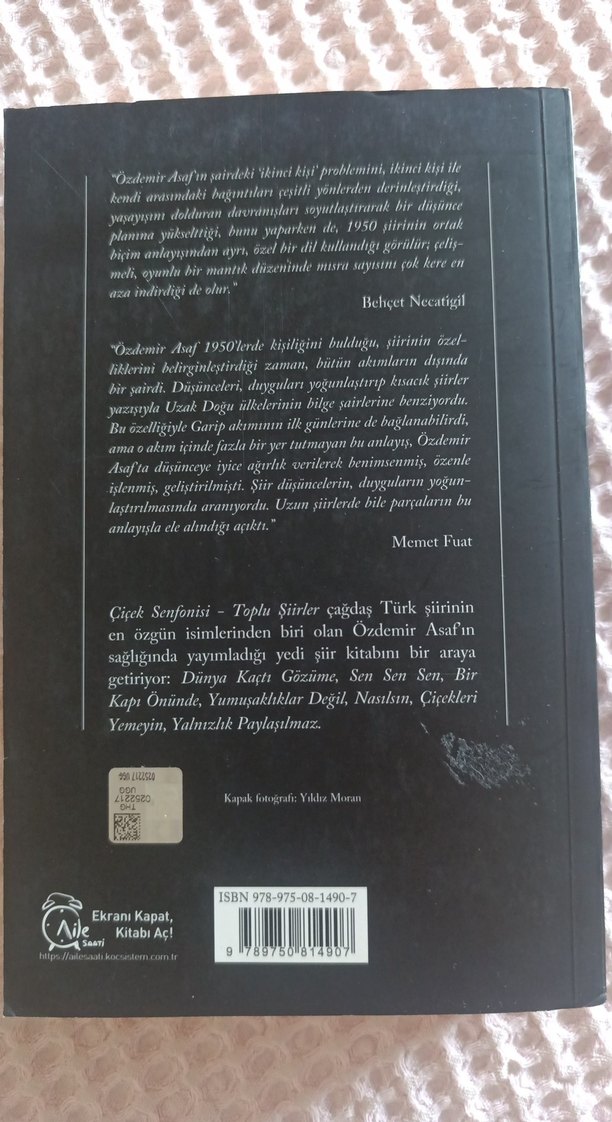 "Özdemir Asaf'ın şairdeki 'ikinci kişi' problemini, ikinci kişi ile
kendi arasındaki bağıntıları çeşitli yönlerden derinleştirdiği,
yaşayışını dolduran davranışları soyutlaştırarak bir düşünce
planına yükselttiği, bunu yaparken de, 1950 şiirinin ortak
biçim anlayışından ayrı, özel bir dil kullandığı görülür; çeliş-
meli, oyunlu bir mantık düzeninde mısra sayısını çok kere en
aza indirdiği de olur."
Behçet Necatigil
"Özdemir Asaf 1950'lerde kişiliğini bulduğu, şiirinin özel-
liklerini belirginleştirdiği zaman, bütün akımların dışında
bir şairdi. Düşünceleri, duyguları yoğunlaştırıp kısacık şiirler
yazışıyla Uzak Doğu ülkelerinin bilge şairlerine benziyordu.
Bu özelliğiyle Garip akımının ilk günlerine de bağlanabilirdi,
ama o akım içinde fazla bir yer tutmayan bu anlayış, Özdemir
Asaf'ta düşünceye iyice ağırlık verilerek benimsenmiş, özenle
işlenmiş, geliştirilmişti. Şiir düşüncelerin, duyguların yoğun-
laştırılmasında aranıyordu. Uzun şiirlerde bile parçaların bu
anlayışla ele alındığı açıktı."
Memet Fuat
Çiçek Senfonisi - Toplu Şiirler çağdaş Türk şiirinin
en özgün isimlerinden biri olan Özdemir Asaf'ın
sağlığında yayımladığı yedi şiir kitabını bir araya
getiriyor: Dünya Kaçtı Gözüme, Sen Sen Sen, Bir
Kapı Önünde, Yumuşaklıklar Değil, Nasılsın, Çiçekleri
Yemeyin, Yalnızlık Paylaşılmaz.
0252217 UGG
THG
0252217
UGG
Kapak fotoğrafı: Yıldız Moran
Aile
SAATİ
Ekranı Kapat,
Kitabı Aç!
https://ailesaati.kocsistem.com.tr
ISBN 978-975-08-1490-7
9 789750 814907